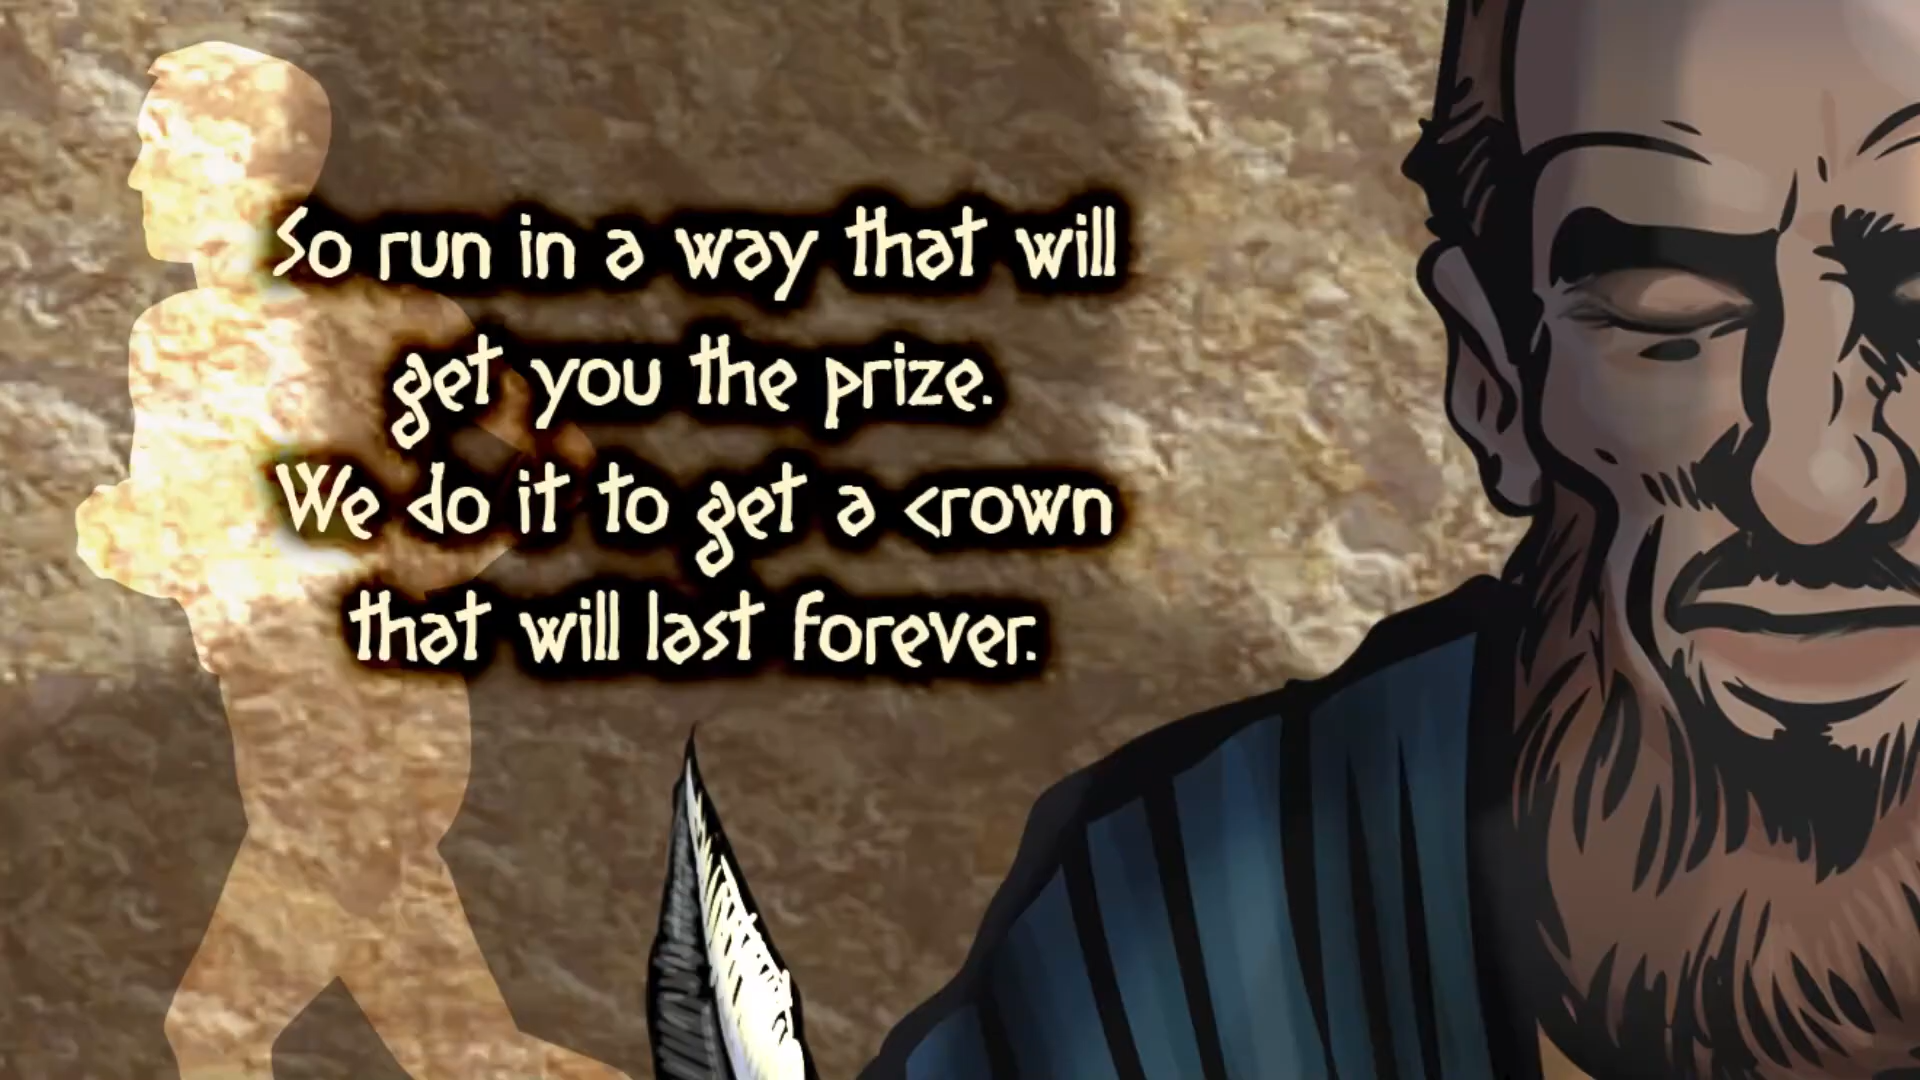 So run in a way that will
get you the prize.
We do it to get a crown
that will last forever.